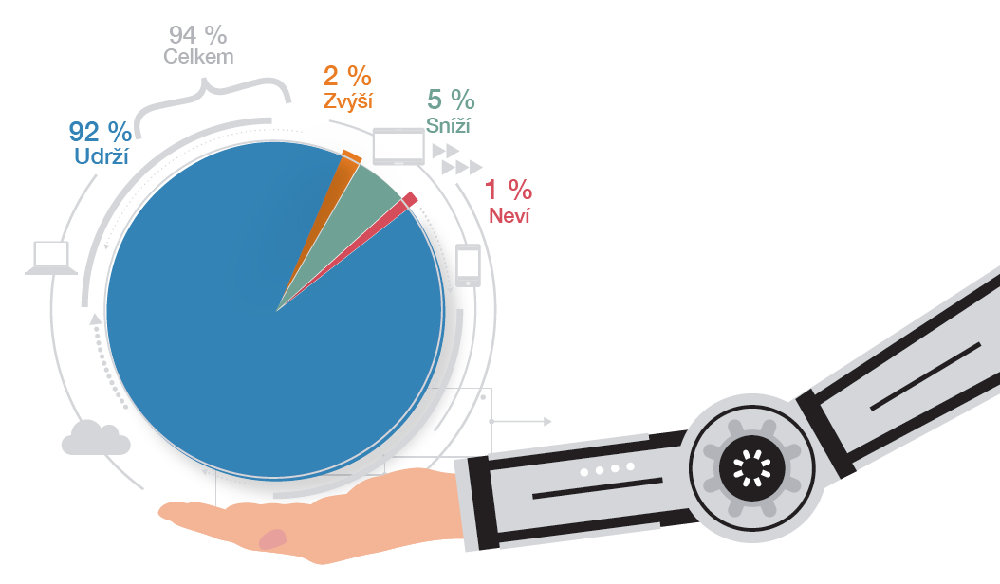 94 %
Celkem
2 %
Zvýší
5 %
Sníží
92 %
Udrží
1 %
Neví